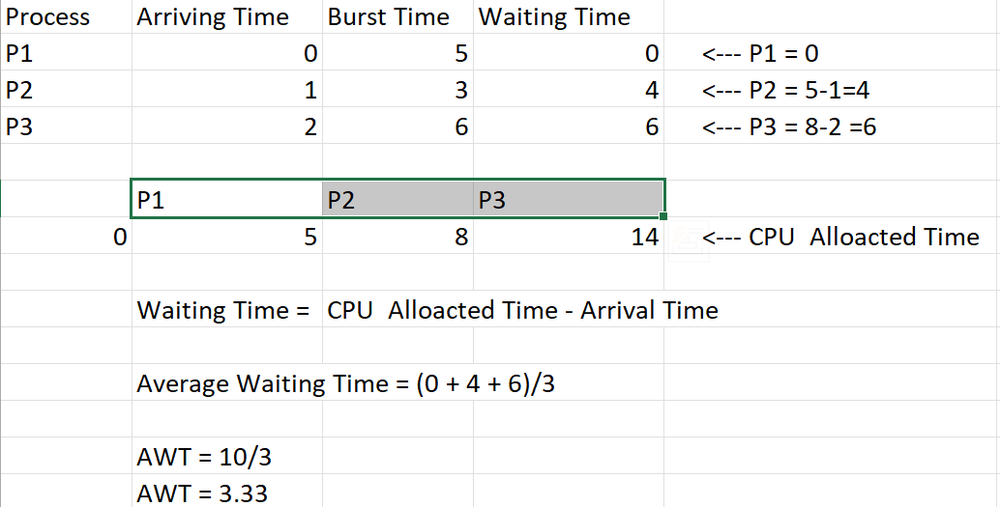 Process Arriving Time Burst Time Waiting Time
P1 0 5 0 <--- P1 = 0
P2 1 3 4 <--- P2 = 5-1=4
P3 2 6 6 <--- P3 = 8-2 =6
P1 P2 P3
0 5 8 14 <--- CPU  Alloacted Time
Waiting Time = CPU  Alloacted Time - Arrival Time
Average Waiting Time = (0 + 4 + 6)/3
AWT = 10/3
AWT = 3.33